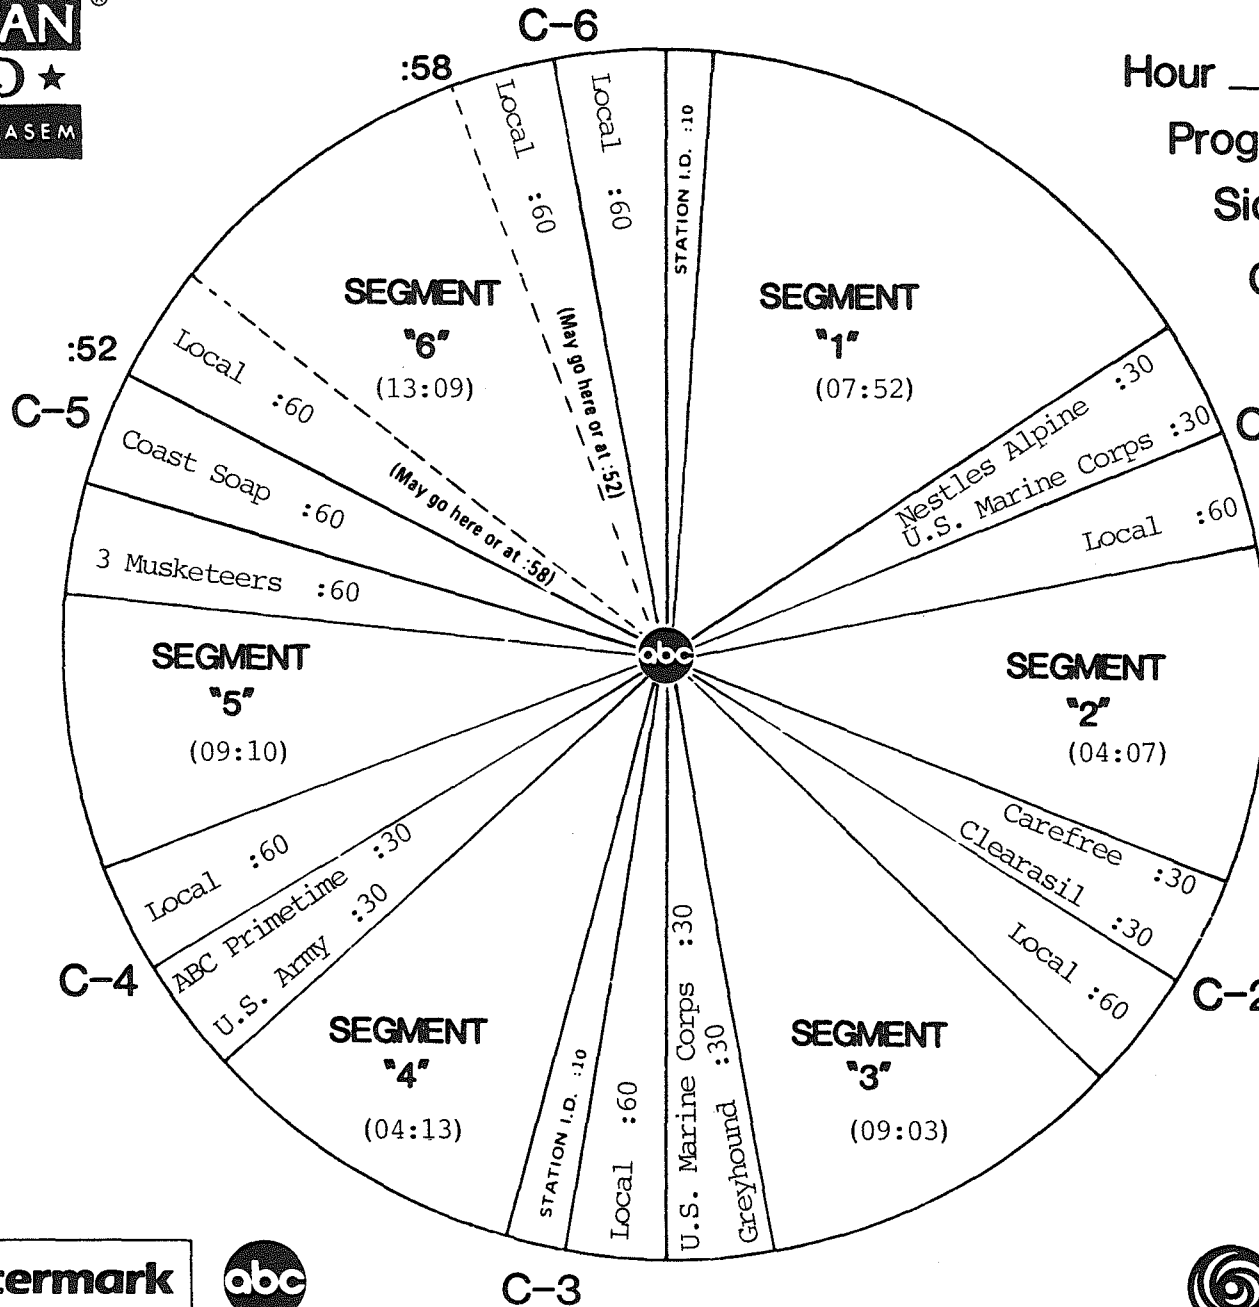 AN ®
ASEM
C-6
:58
Hour
Local :60
Local :60
STATION I.D. :10
SEGMENT
"1"
(07:52)
Nestles Alpine :30
U.S. Marine Corps :30
Local :60
SEGMENT
"2"
(04:07)
Carefree :30
Clearasil :30
Local :60
C-2
SEGMENT
"3"
(09:03)
Greyhound :30
U.S. Marine Corps :30
C-3
Local :60
STATION I.D. :10
SEGMENT
"4"
(04:13)
U.S. Army :30
ABC Primetime :30
C-4
Local :60
SEGMENT
"5"
(09:10)
3 Musketeers :60
Coast Soap :60
C-5
:52
Local :60
(May go here or at :58)
SEGMENT
"6"
(13:09)
(May go here or at :52)
abc
termark
abc